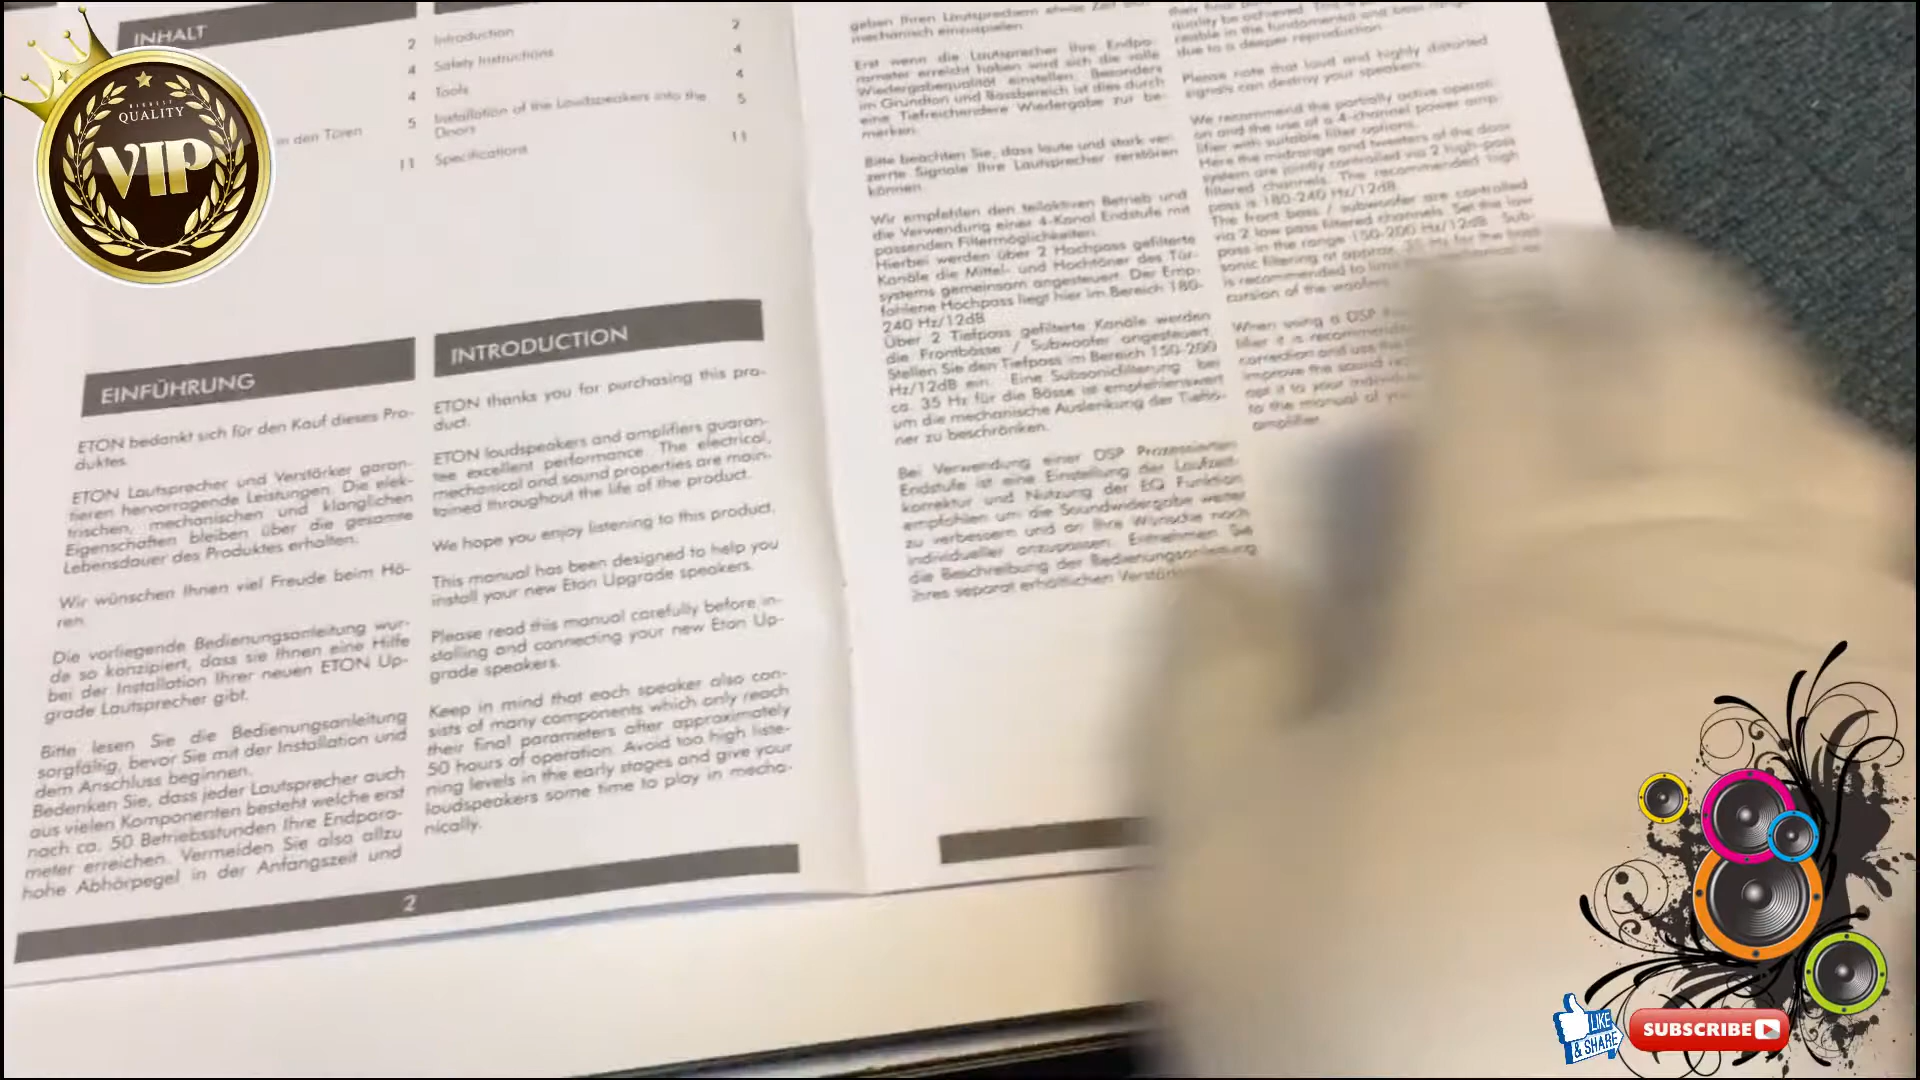 INHALT
2
4
4
in den Türen
5
11
Introduction
2
Safety Instructions
4
Tools
4
Installation of the Loudspeakers into the
5
Doors
Specifications
11
EINFÜHRUNG
ETON bedankt sich für den Kauf dieses Pro-
duktes.
ETON Lautsprecher und Verstärker garan-
tieren hervorragende Leistungen. Die elek-
trischen, mechanischen und klanglichen
Eigenschaften bleiben über die gesamte
Lebensdauer des Produktes erhalten.
Wir wünschen Ihnen viel Freude beim Hö-
ren.
Die vorliegende Bedienungsanleitung wur-
de so konzipiert, dass sie Ihnen eine Hilfe
bei der Installation Ihrer neuen ETON Up-
grade Lautsprecher gibt.
Bitte lesen Sie die Bedienungsanleitung
sorgfältig, bevor Sie mit der Installation und
dem Anschluss beginnen.
Bedenken Sie, dass jeder Lautsprecher auch
aus vielen Komponenten besteht welche erst
nach ca. 50 Betriebsstunden Ihre Endpara-
meter erreichen. Vermeiden Sie also allzu
hohe Abhörpegel in der Anfangszeit und
INTRODUCTION
ETON thanks you for purchasing this pro-
duct.
ETON loudspeakers and amplifiers guaran-
tee excellent performance. The electrical,
mechanical and sound properties are main-
tained throughout the life of the product.
We hope you enjoy listening to this product.
This manual has been designed to help you
install your new Eton Upgrade speakers.
Please read this manual carefully before in-
stalling and connecting your new Eton Up-
grade speakers.
Keep in mind that each speaker also con-
sists of many components which only reach
their final parameters after approximately
50 hours of operation. Avoid too high liste-
ning levels in the early stages and give your
loudspeakers some time to play in mecha-
nically.
2
geben Ihren Lautsprechern etwas Zeit
mechanisch einzuspielen.
Erst wenn die Lautsprecher Ihre Endpa-
rameter erreicht haben wird sich die volle
Wiedergabequalität einstellen. Besonders
im Grundton und Bassbereich ist dies durch
eine Tiefreichendere Wiedergabe zur be-
merken.
Bitte beachten Sie, dass laute und stark ver-
zerrte Signale Ihre Lautsprecher zerstören
können.
Wir empfehlen den teilaktiven Betrieb und
die Verwendung einer 4-Kanal Endstufe mit
passenden Filtermöglichkeiten.
Hierbei werden über 2 Hochpass gefilterte
Kanäle die Mittel- und Hochtöner des Tür-
systems gemeinsam angesteuert. Der Emp-
fohlene Hochpass liegt hier im Bereich 180-
240 Hz/12dB
Über 2 Tiefpass gefilterte Kanäle werden
die Frontbässe / Subwoofer angesteuert.
Stellen Sie den Tiefpass im Bereich 150-200
Hz/12dB ein. Eine Subsonicfilterung bei
ca. 35 Hz für die Bässe ist empfehlenswert
um die mechanische Auslenkung der Tieftö-
ner zu beschränken.
Bei Verwendung einer DSP Prozessierten
Endstufe ist eine Einstellung der Laufzeit-
korrektur und Nutzung der EQ Funktion
empfohlen um die Soundwidergabe weiter
zu verbessern und an Ihre Wünsche noch
individueller anzupassen. Entnehmen Sie
die Beschreibung der Bedienungsanleitung
ihres separat erhältlichen
quality be achieved. This is
in the fundamental and bass
due to a deeper reproduction.
Please note that loud and highly distorted
signals can destroy your speakers.
We recommend the partially active operati-
on and the use of a 4-channel power amp-
lifier with suitable filter options.
Here the midrange and tweeters of the door
system are jointly controlled via 2 high-pass
filtered channels. The recommended high
pass is 180-240 Hz/12dB.
The front bass / subwoofer are controlled
via 2 low pass filtered channels. Set the low
pass in the range 150-200 Hz/12dB. Sub-
sonic filtering at approx. 35 Hz for the bass
is recommended to
cursion of the woofers.
When using a DSP
lifier it is
correction and use the
improve the sound
to your
to the manual of
amplifier.
HIGHEST
QUALITY
VIP
LIKE
& SHARE
SUBSCRIBE